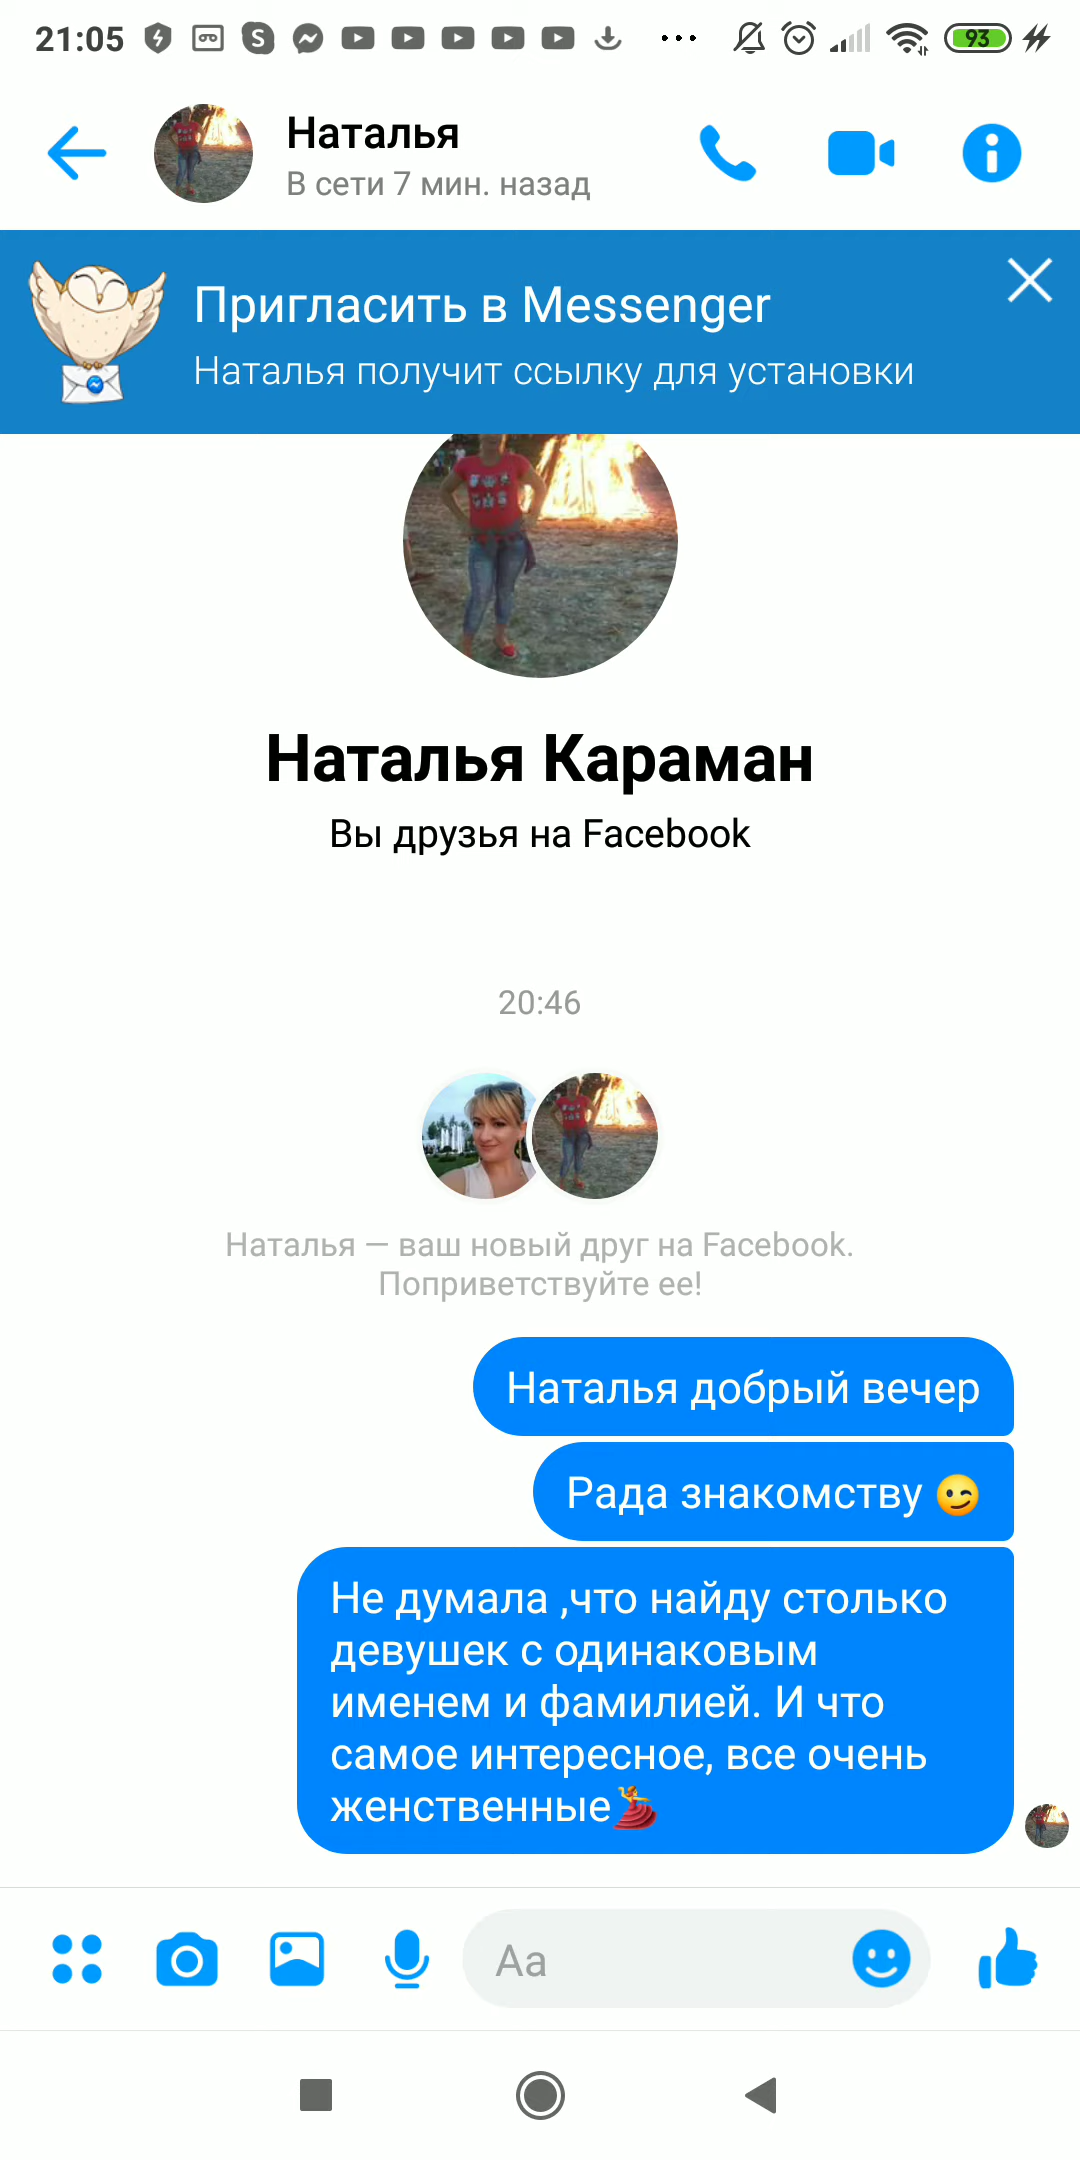 21:05
93
Наталья
В сети 7 мин. назад
Пригласить в Messenger
Наталья получит ссылку для установки
Наталья Караман
Вы друзья на Facebook
20:46
Наталья — ваш новый друг на Facebook.
Поприветствуйте ее!
Наталья добрый вечер
Рада знакомству 😉
Не думала ,что найду столько
девушек с одинаковым
именем и фамилией. И что
самое интересное, все очень
женственные💃
Aa